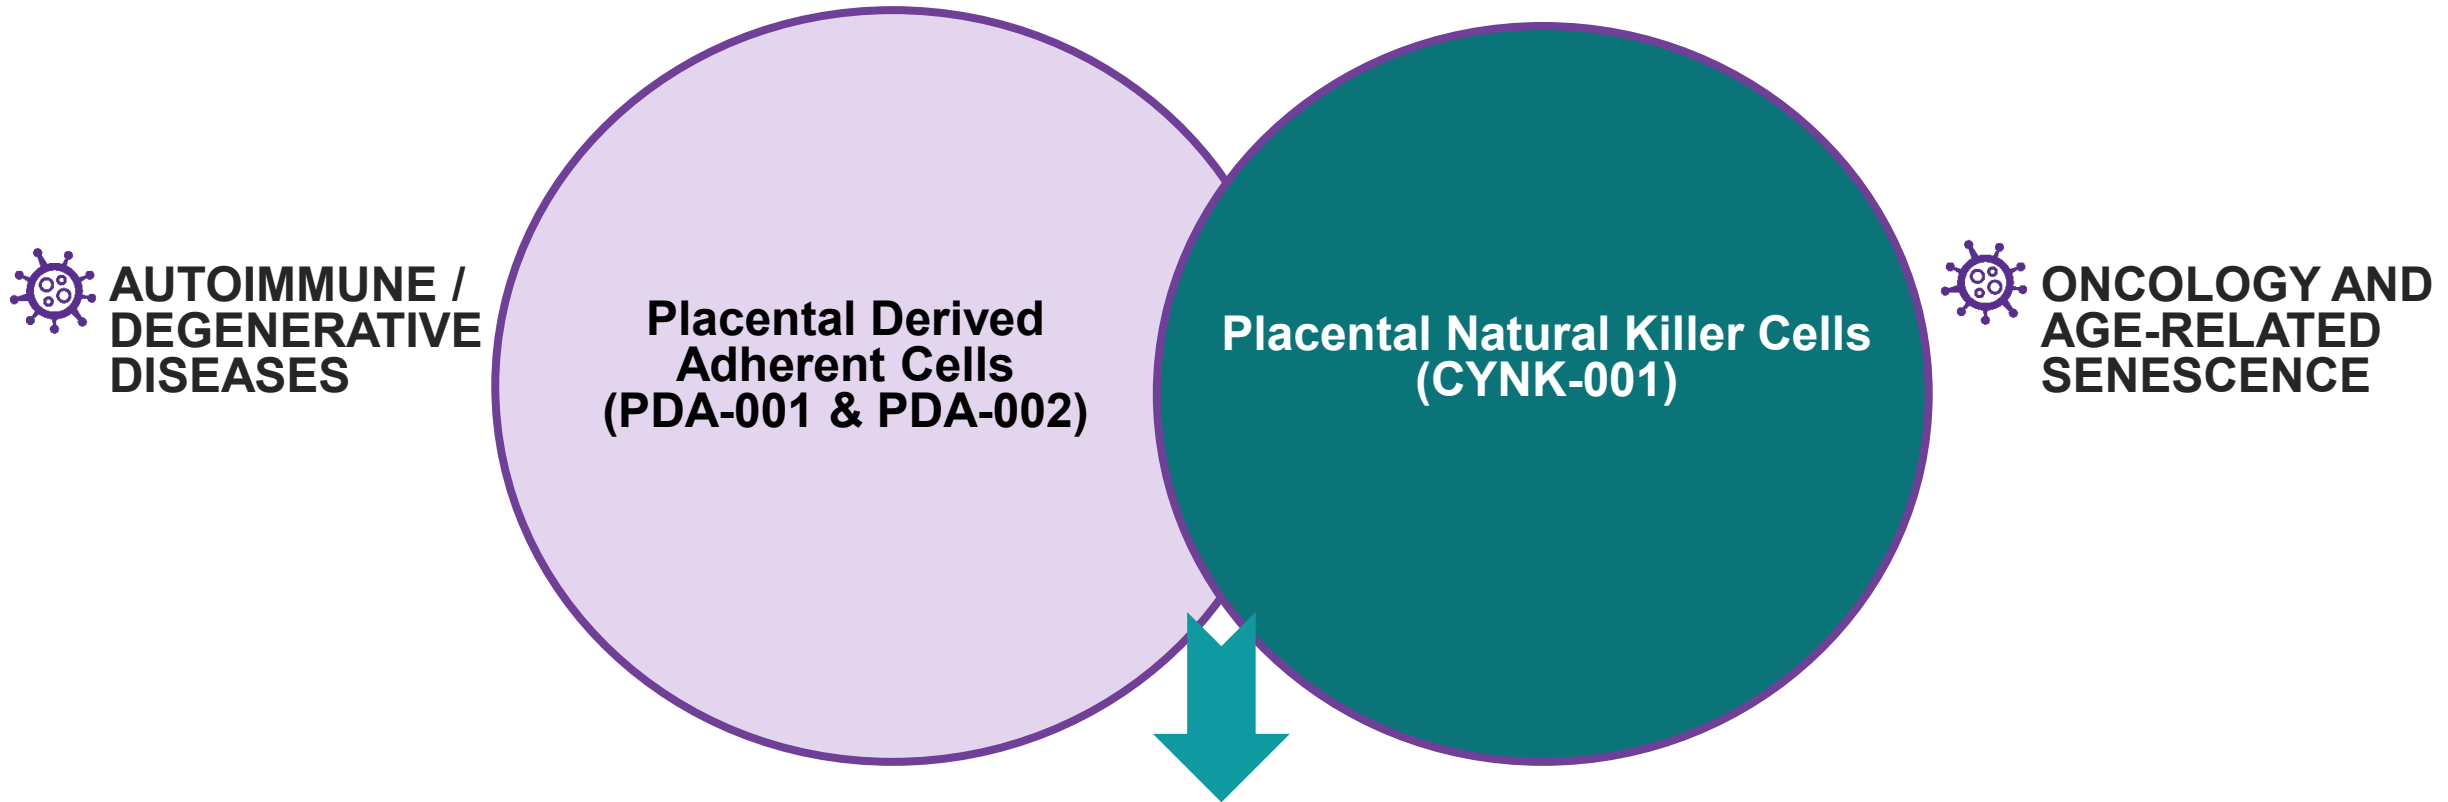 AUTOIMMUNE /
DEGENERATIVE
DISEASES
Placental Derived
Adherent Cells
(PDA-001 & PDA-002)
Placental Natural Killer Cells
(CYNK-001)
ONCOLOGY AND
AGE-RELATED
SENESCENCE